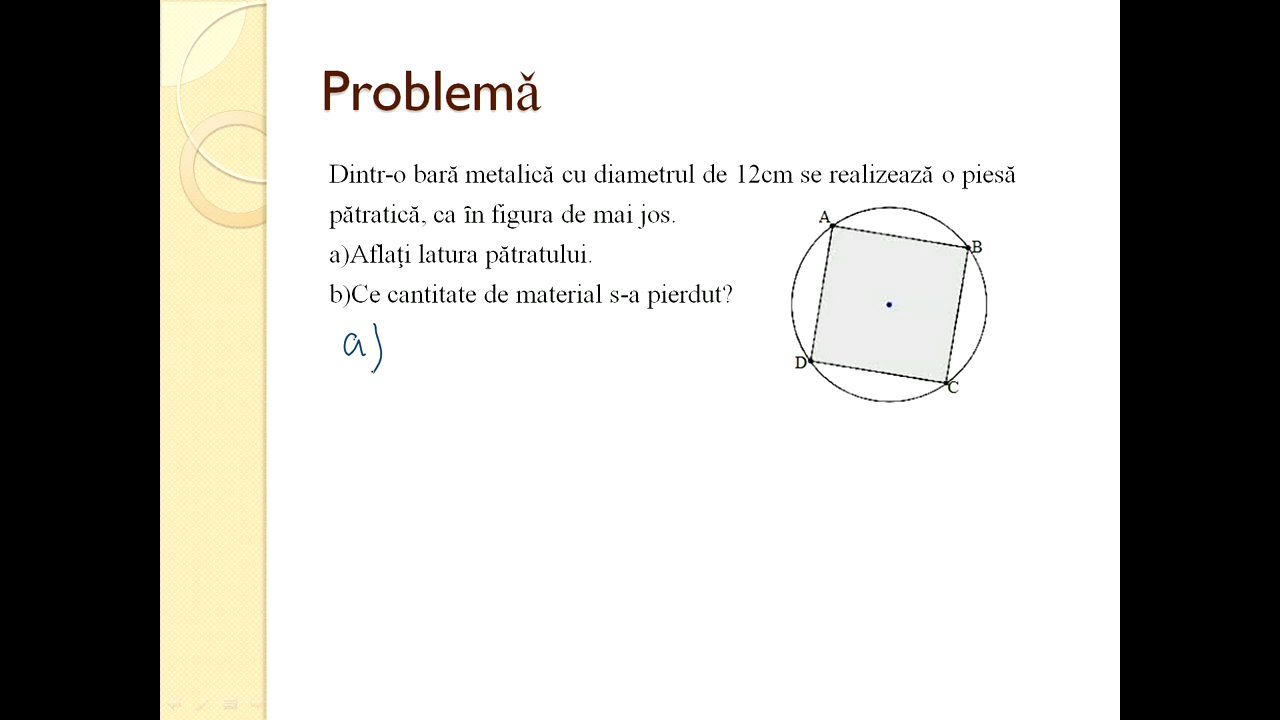 Problemă
Dintr-o bară metalică cu diametrul de 12cm se realizează o piesă
pătratică, ca în figura de mai jos.
a)Aflaţi latura pătratului.
b)Ce cantitate de material s-a pierdut?
a)
A
B
D
C